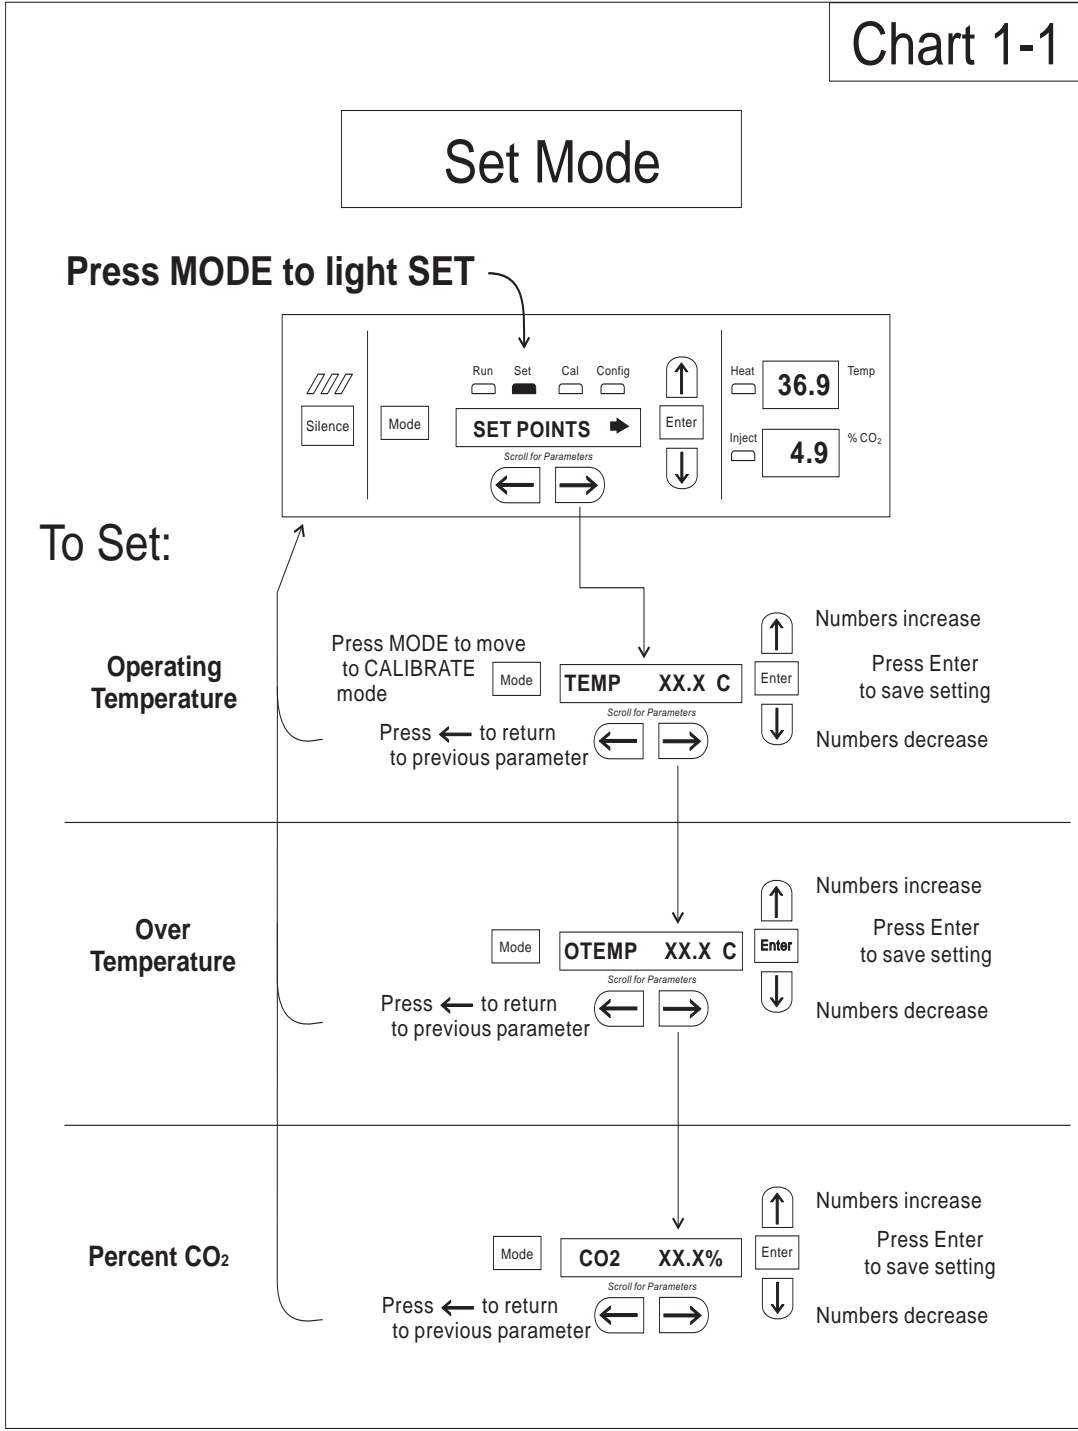 Chart 1-1
Set Mode
Press MODE to light SET
Run Set Cal Config
Heat 36.9 Temp
Silence
Mode
SET POINTS
Enter
Inject 4.9 % CO₂
Scroll for Parameters
To Set:
Operating
Temperature
Press MODE to move
to CALIBRATE
mode
Mode
TEMP XX.X C
Scroll for Parameters
Press ← to return
to previous parameter
Numbers increase
Enter
Press Enter
to save setting
Numbers decrease
Over
Temperature
Mode
OTEMP XX.X C
Scroll for Parameters
Press ← to return
to previous parameter
Numbers increase
Enter
Press Enter
to save setting
Numbers decrease
Percent CO₂
Mode
CO2 XX.X%
Scroll for Parameters
Press ← to return
to previous parameter
Numbers increase
Enter
Press Enter
to save setting
Numbers decrease